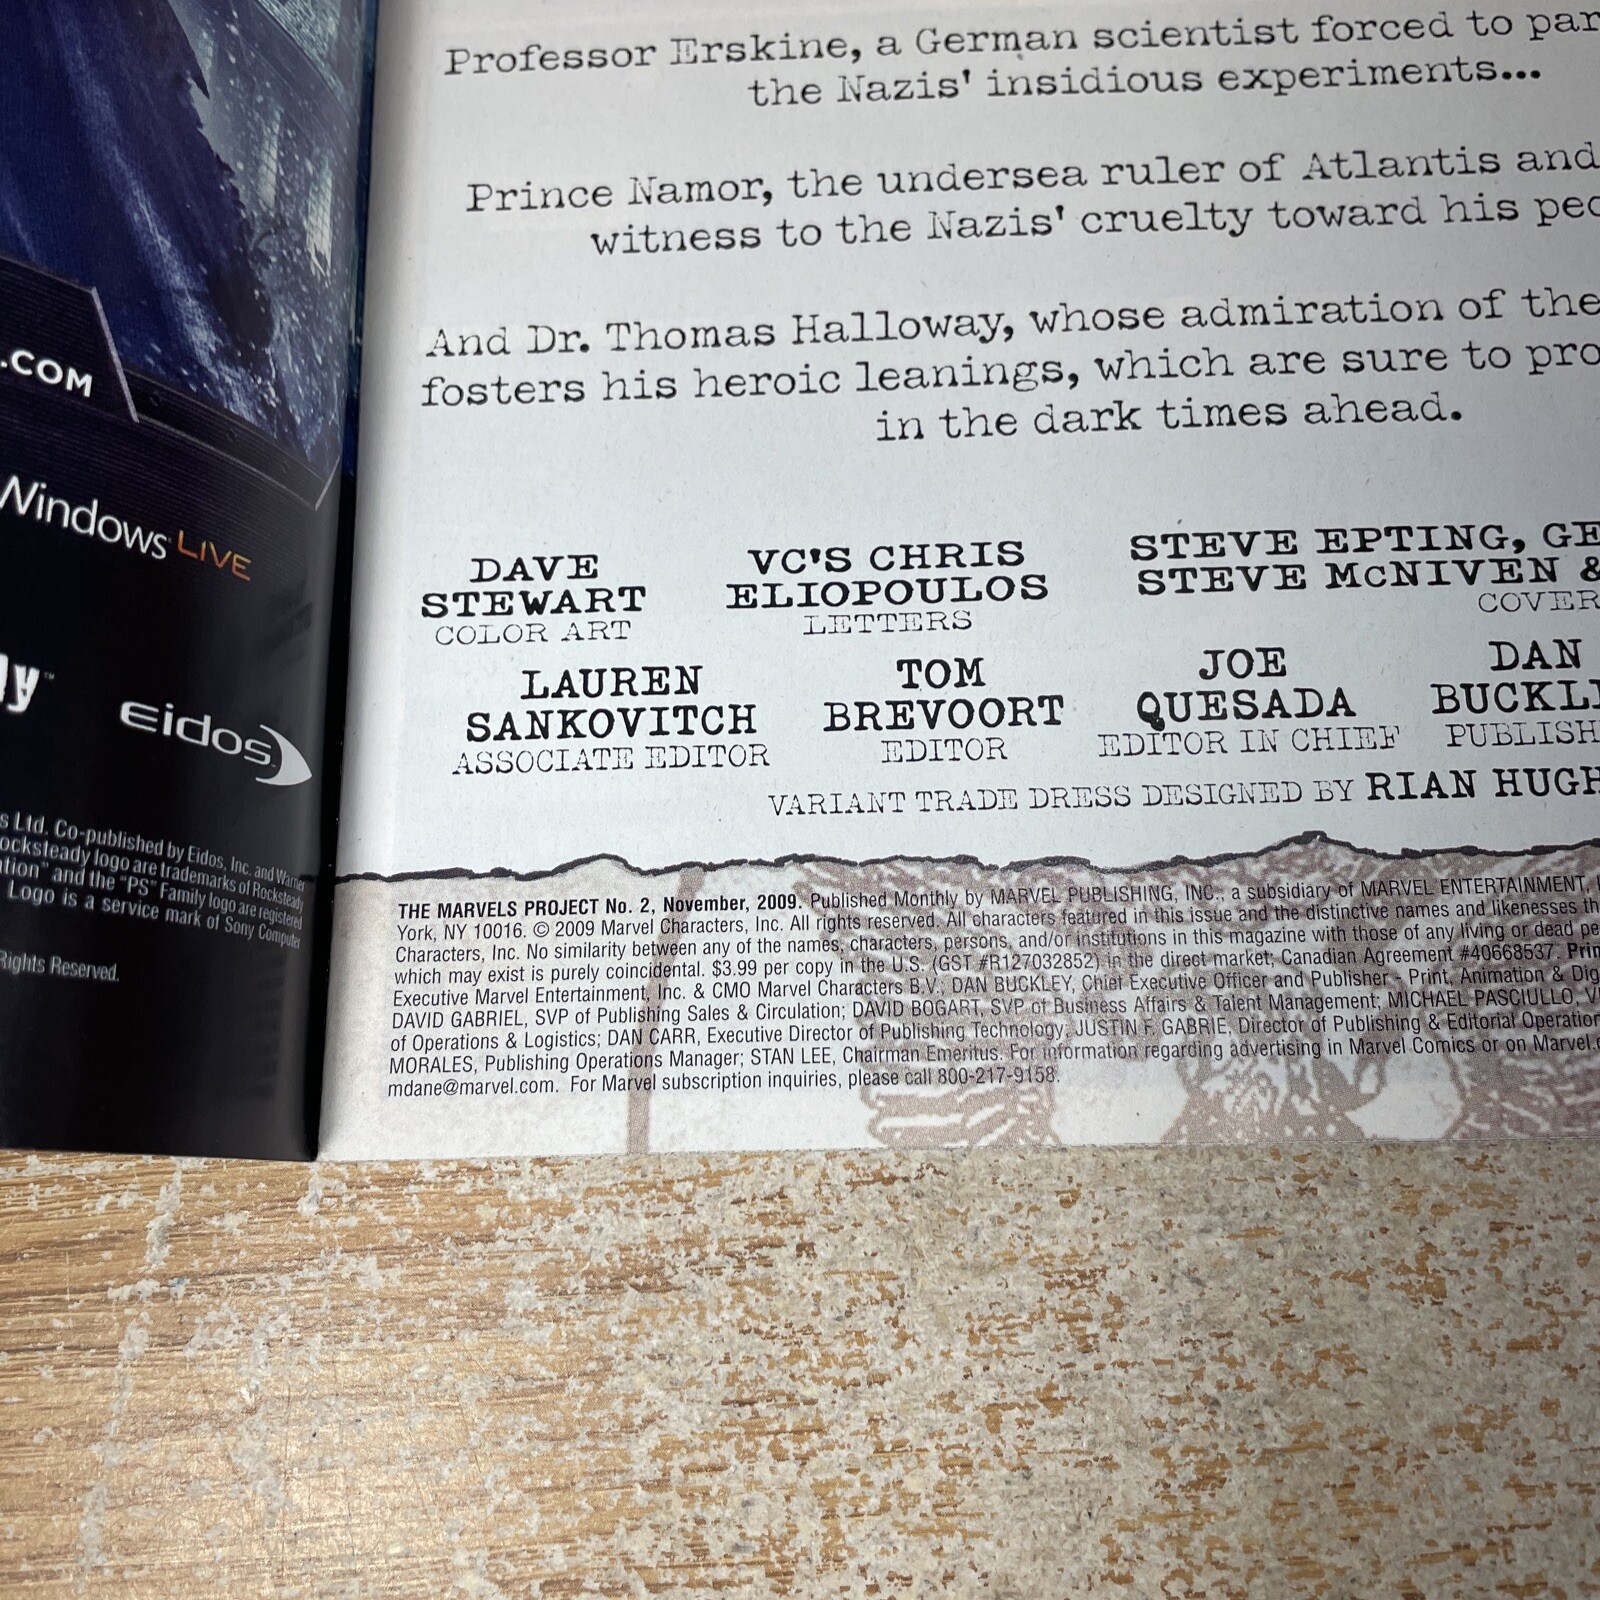 .COM
Windows LIVE
ly™
eidos
s Ltd. Co-published by Eidos, Inc. and Warner
ocksteady logo are trademarks of Rocksteady
ation" and the "PS" Family logo are registered
Logo is a service mark of Sony Computer
Rights Reserved.
Professor Erskine, a German scientist forced to par
the Nazis' insidious experiments...
Prince Namor, the undersea ruler of Atlantis and
witness to the Nazis' cruelty toward his peo
And Dr. Thomas Halloway, whose admiration of the
fosters his heroic leanings, which are sure to pro
in the dark times ahead.
DAVE
STEWART
COLOR ART
VC'S CHRIS
ELIOPOULOS
LETTERS
STEVE EPTING, GE
STEVE McNIVEN &
COVER
LAUREN
SANKOVITCH
ASSOCIATE EDITOR
TOM
BREVOORT
EDITOR
JOE
QUESADA
EDITOR IN CHIEF
DAN
BUCKL
PUBLISH
VARIANT TRADE DRESS DESIGNED BY RIAN HUGH
THE MARVELS PROJECT No. 2, November, 2009. Published Monthly by MARVEL PUBLISHING, INC., a subsidiary of MARVEL ENTERTAINMENT,
York, NY 10016. © 2009 Marvel Characters, Inc. All rights reserved. All characters featured in this issue and the distinctive names and likenesses th
Characters, Inc. No similarity between any of the names, characters, persons, and/or institutions in this magazine with those of any living or dead pe
which may exist is purely coincidental. $3.99 per copy in the U.S. (GST #R127032852) in the direct market; Canadian Agreement #40668537. Prin
Executive Marvel Entertainment, Inc. & CMO Marvel Characters B.V.; DAN BUCKLEY, Chief Executive Officer and Publisher - Print, Animation & Dig
DAVID GABRIEL, SVP of Publishing Sales & Circulation; DAVID BOGART, SVP of Business Affairs & Talent Management; MICHAEL PASCIULLO, V
of Operations & Logistics; DAN CARR, Executive Director of Publishing Technology; JUSTIN F. GABRIE, Director of Publishing & Editorial Operation
MORALES, Publishing Operations Manager; STAN LEE, Chairman Emeritus. For information regarding advertising in Marvel Comics or on Marvel.
mdane@marvel.com. For Marvel subscription inquiries, please call 800-217-9158.